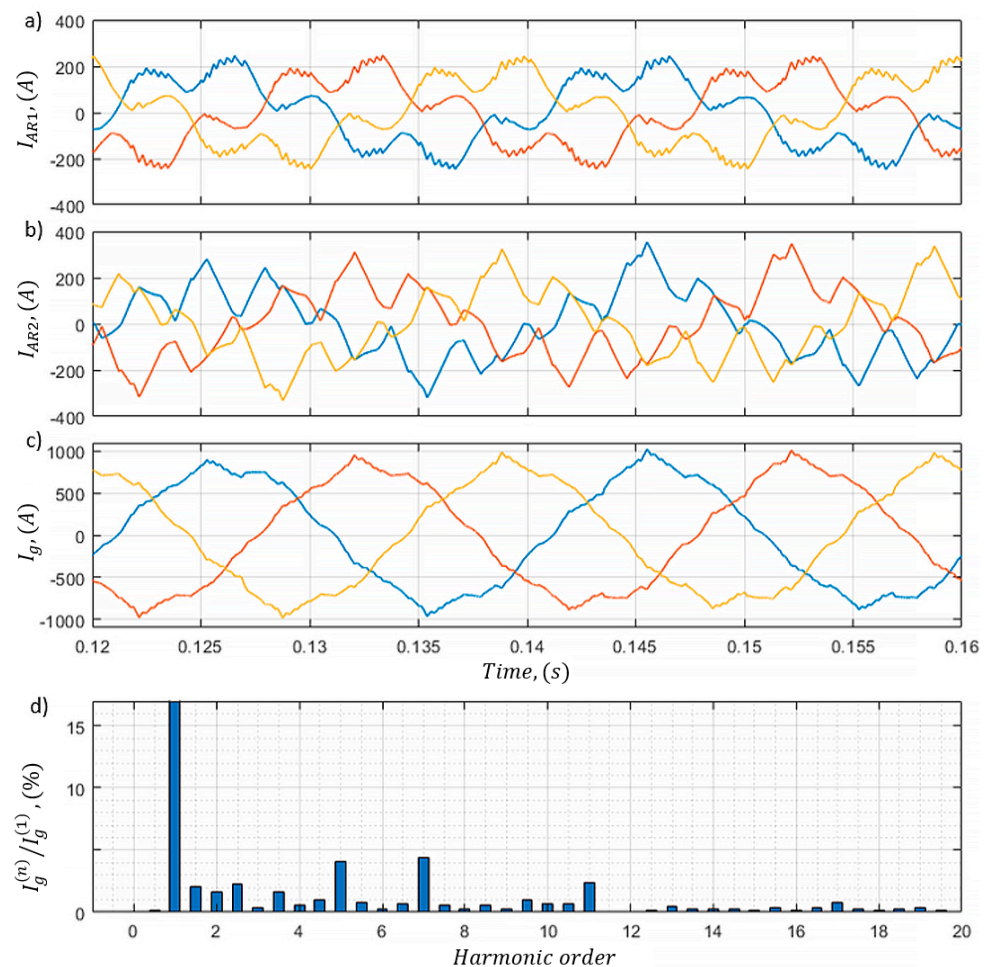 a)
400
200
0
-200
-400
I_AR1, (A)
b)
400
200
0
-200
-400
I_AR2, (A)
c)
1000
500
0
-500
-1000
I_g, (A)
0.12 0.125 0.13 0.135 0.14 0.145 0.15 0.155 0.16
Time, (s)
d)
15
10
0
I_g^(n)/I_g^(1), (%)
0 2 4 6 8 10 12 14 16 18 20
Harmonic order